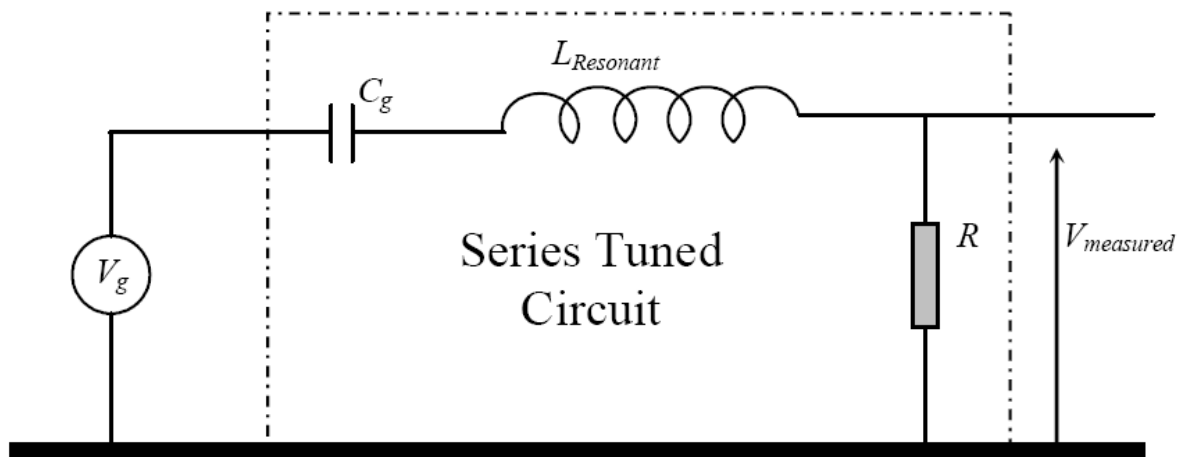 L_Resonant
C_g
V_g
Series Tuned
Circuit
R
V_measured